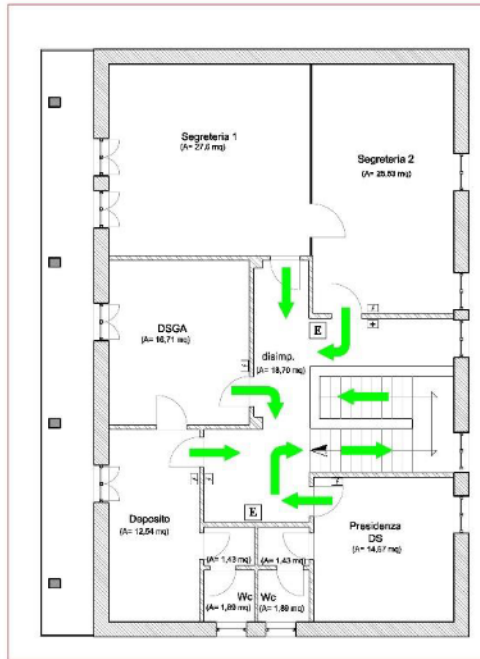 Segreteria 1
(A= 27,6 mq)
Segreteria 2
(A= 25,53 mq)
DSGA
(A= 16,71 mq)
E
disimp.
(A= 18,70 mq)
E
Deposito
(A= 12,54 mq)
Presidenza
DS
(A= 14,57 mq)
(A= 1,43 mq)
(A= 1,43 mq)
Wc
(A= 1,89 mq)
Wc
(A= 1,89 mq)